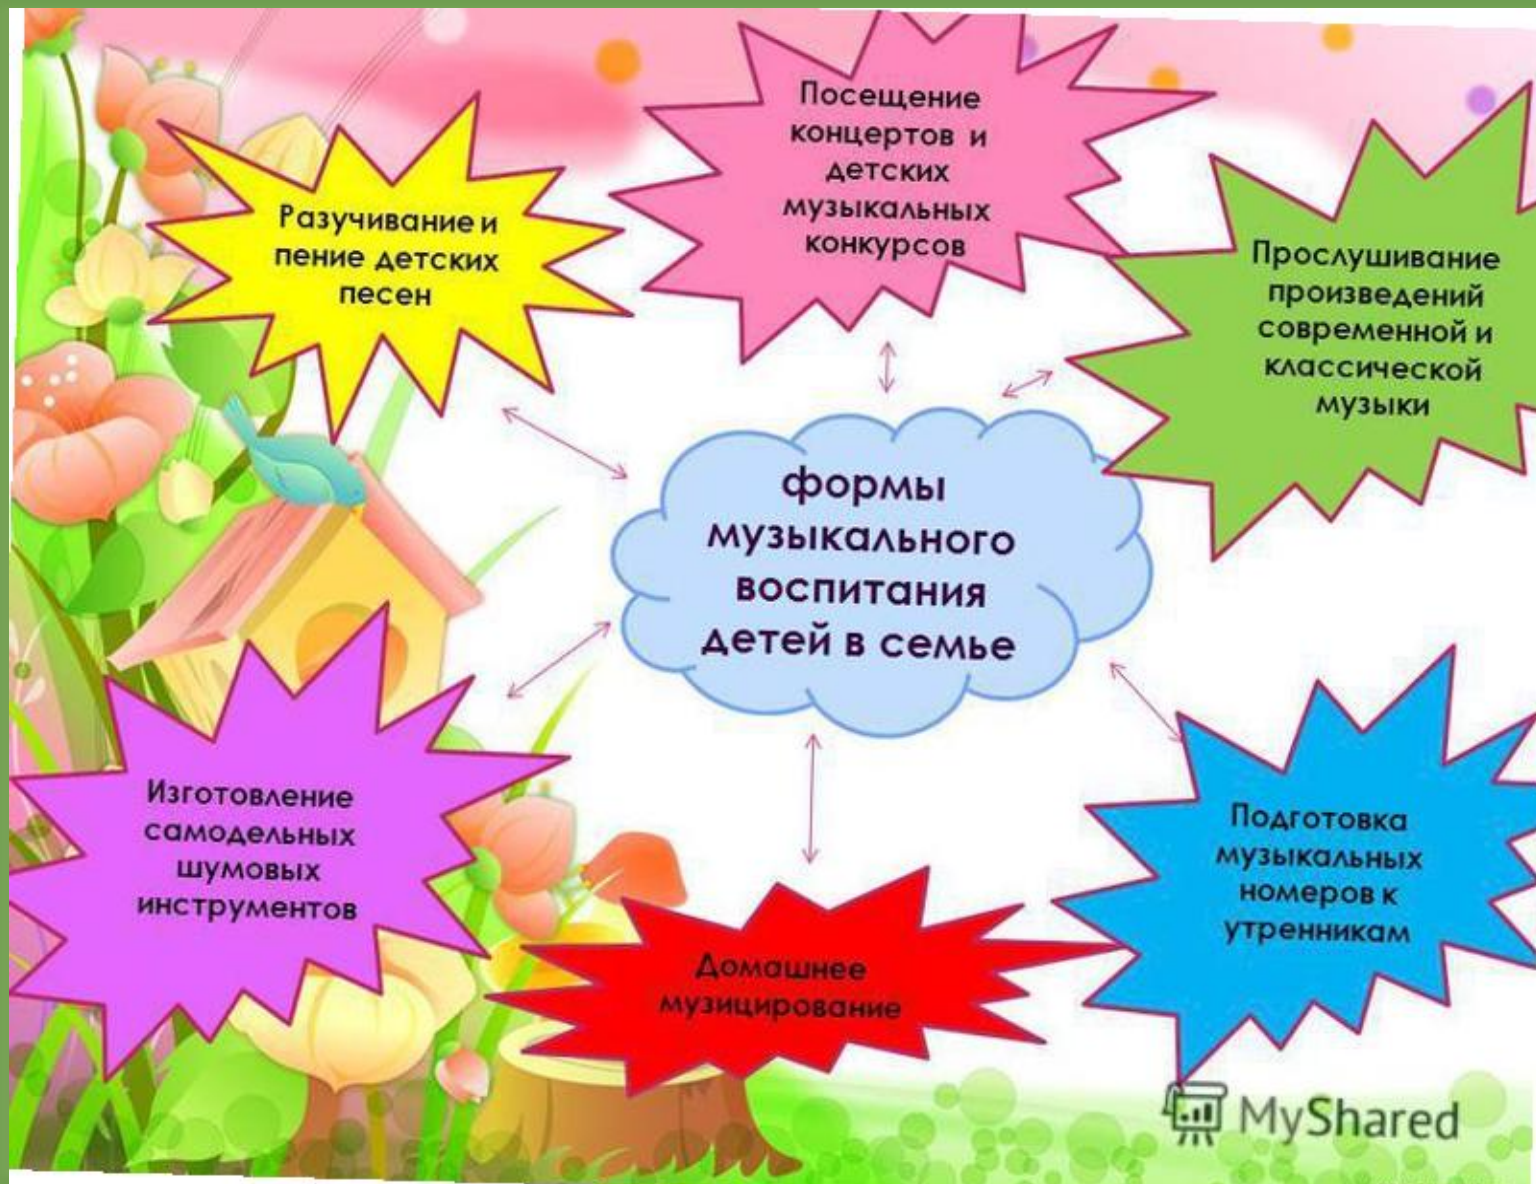 Посещение
концертов и
детских
музыкальных
конкурсов
Разучивание и
пение детских
песен
Прослушивание
произведений
современной и
классической
музыки
формы
музыкального
воспитания
детей в семье
Изготовление
самодельных
шумовых
инструментов
Подготовка
музыкальных
номеров к
утренникам
Домашнее
музицирование
MyShared